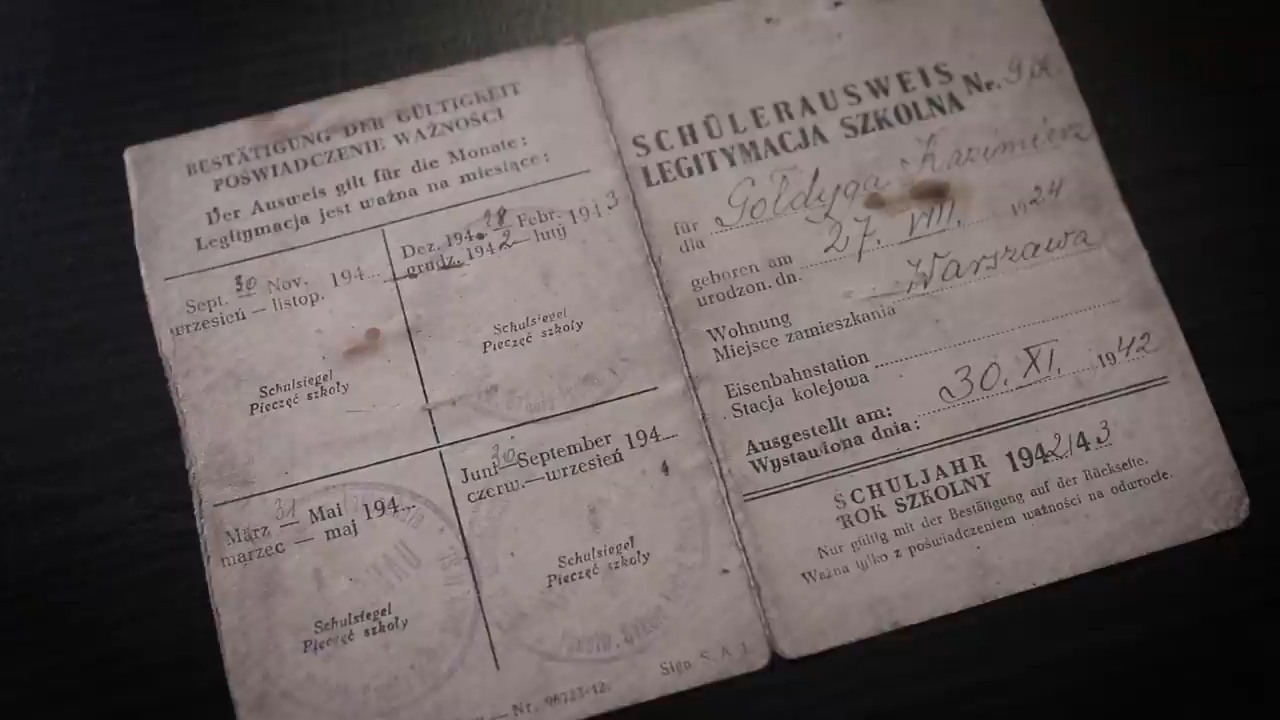 BESTÄTIGUNG DER GÜLTIGKEIT
POŚWIADCZENIE WAŻNOŚCI
Der Ausweis gilt für die Monate:
Legitymacja jest ważna na miesiące:
Sept. 30 Nov. 194...
wrzesień — listop.
Schulsiegel
Pieczęć szkoły
Dez. 194 28 Febr. 1943
grudz. 1942 — luty
Schulsiegel
Pieczęć szkoły
März 31 — Mai 194...
marzec — maj
Schulsiegel
Pieczęć szkoły
Juni 30 — September 194...
czerw.—wrzesień
Schulsiegel
Pieczęć szkoły
Nr. 96723-12.
Sign S. A. 1.
SCHÜLERAUSWEIS
LEGITYMACJA SZKOLNA Nr.
für Gołdyga Kazimierz
dla
geboren am 27. VIII. 1924
urodzon. dn.
Wohnung Warszawa
Miejsce zamieszkania
Eisenbahnstation
Stacja kolejowa
Ausgestellt am: 30. XI. 1942
Wystawiona dnia:
SCHULJAHR 1942/43
ROK SZKOLNY
Nur gültig mit der Bestätigung auf der Rückseite.
Ważna tylko z poświadczeniem ważności na odwrocie.